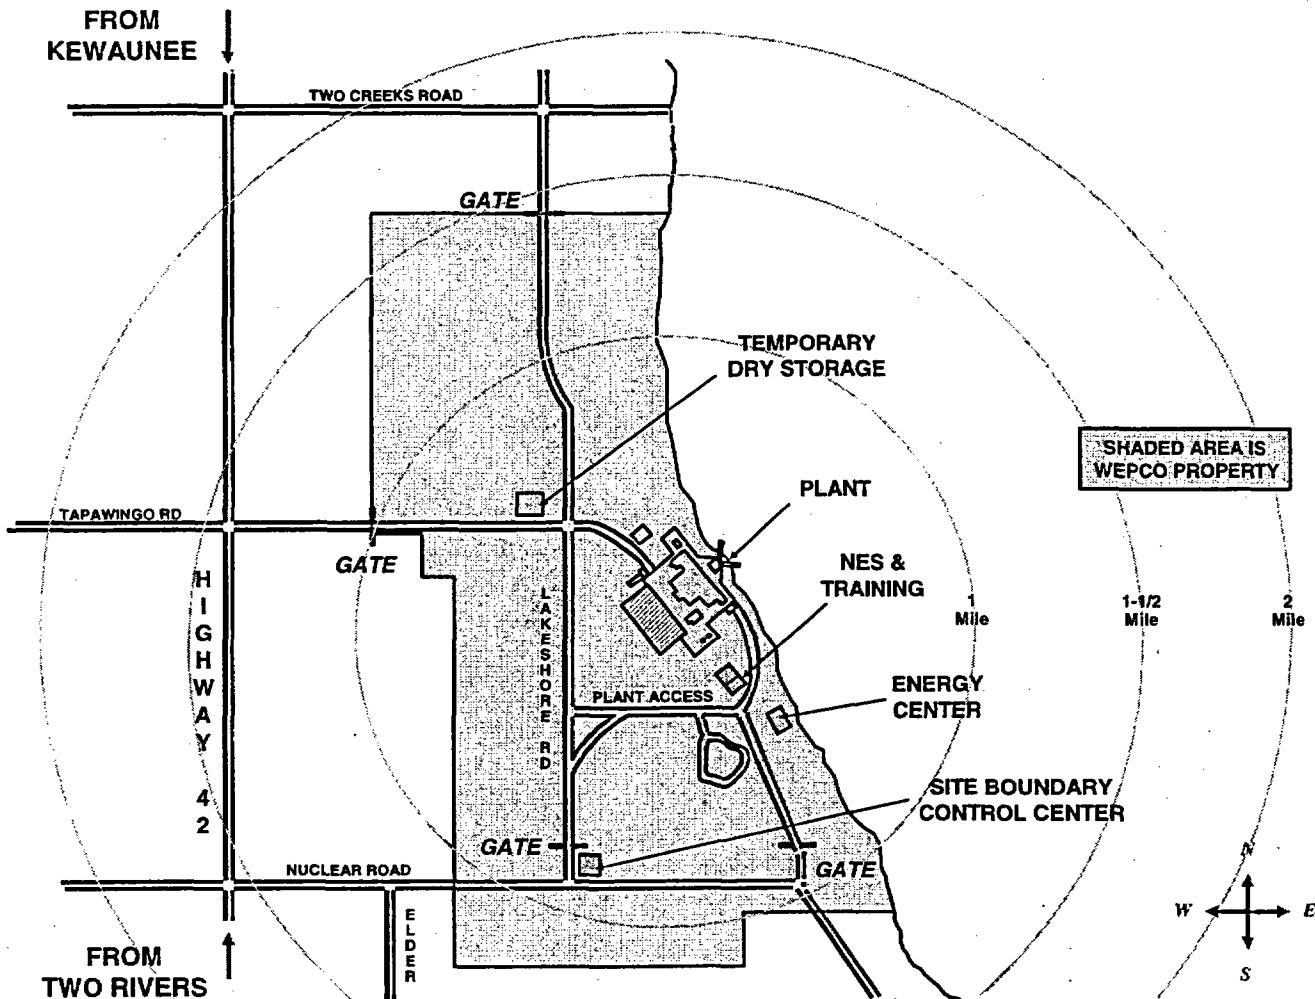 FROM
KEWAUNEE
TWO CREEKS ROAD
GATE
TEMPORARY
DRY STORAGE
SHADED AREA IS
WEPCO PROPERTY
PLANT
TAPAWINGO RD
GATE
NES &
TRAINING
HIGHWAY 42
LAKESHORE RD
1
Mile
1-1/2
Mile
2
Mile
PLANT ACCESS
ENERGY
CENTER
SITE BOUNDARY
CONTROL CENTER
GATE
GATE
NUCLEAR ROAD
ELDER
FROM
TWO RIVERS
N
W
E
S